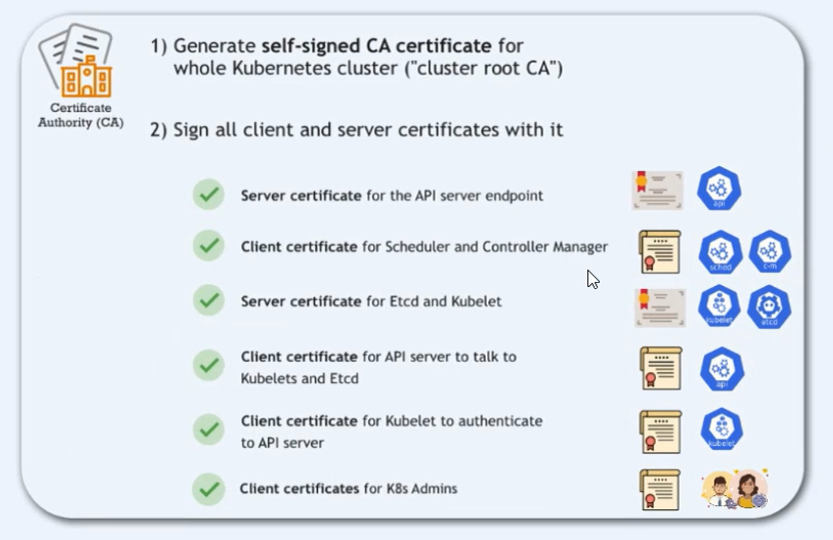 1) Generate self-signed CA certificate for
whole Kubernetes cluster ("cluster root CA")
Certificate
Authority (CA)
2) Sign all client and server certificates with it
Server certificate for the API server endpoint
api
Client certificate for Scheduler and Controller Manager
sched
c-m
Server certificate for Etcd and Kubelet
kubelet
etcd
Client certificate for API server to talk to
Kubelets and Etcd
api
Client certificate for Kubelet to authenticate
to API server
kubelet
Client certificates for K8s Admins